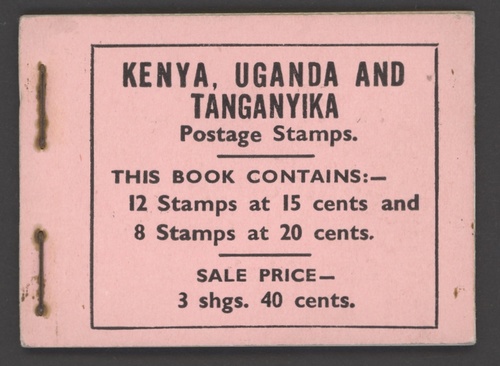 KENYA, UGANDA AND
TANGANYIKA
Postage Stamps.
THIS BOOK CONTAINS:—
12 Stamps at 15 cents and
8 Stamps at 20 cents.
SALE PRICE—
3 shgs. 40 cents.